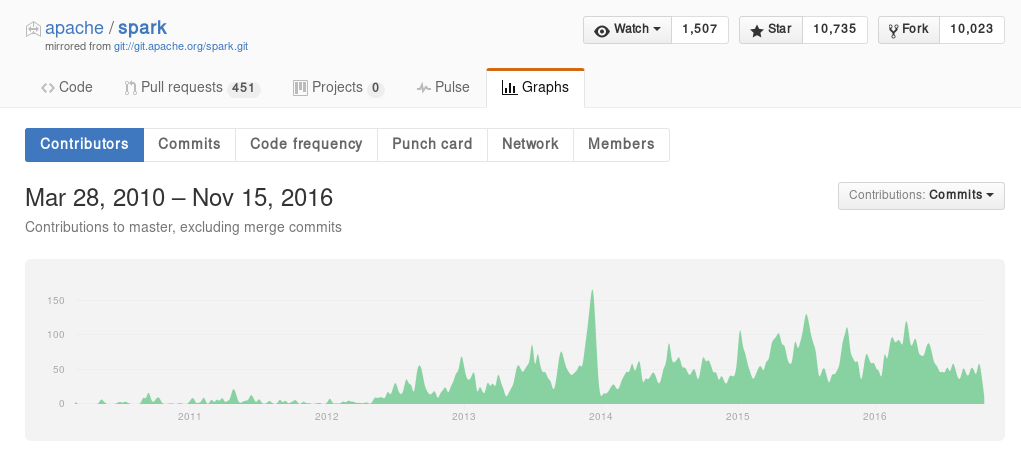 apache / spark
Watch 1,507 Star 10,735 Fork 10,023
mirrored from git://git.apache.org/spark.git
Code Pull requests 451 Projects 0 Pulse Graphs
Contributors Commits Code frequency Punch card Network Members
Mar 28, 2010 – Nov 15, 2016
Contributions: Commits
Contributions to master, excluding merge commits
150
100
50
0
2011 2012 2013 2014 2015 2016